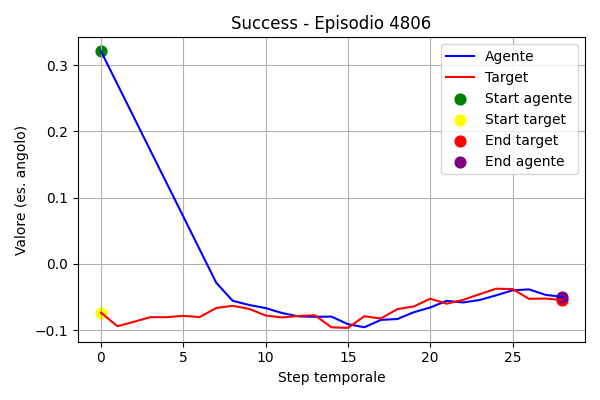 Success - Episodio 4806
Valore (es. angolo)
0.3
0.2
0.1
0.0
−0.1
0
5
10
15
20
25
Step temporale
Agente
Target
Start agente
Start target
End target
End agente